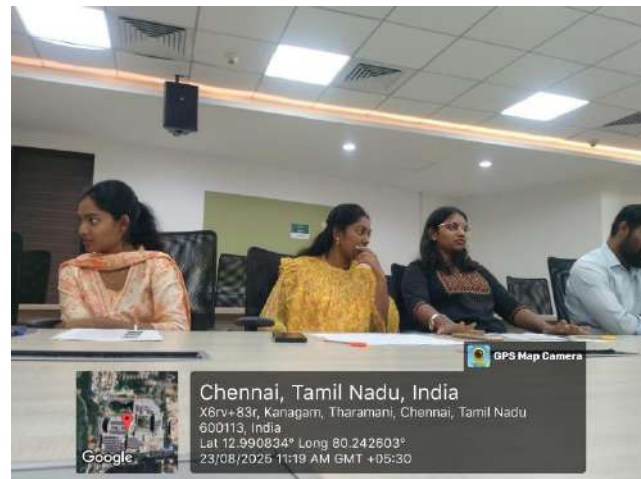 GPS Map Camera
Chennai, Tamil Nadu, India
X6rv+83r, Kanagam, Tharamani, Chennai, Tamil Nadu
600113, India
Lat 12.990834° Long 80.242603°
23/08/2025 11:19 AM GMT +05:30
Google